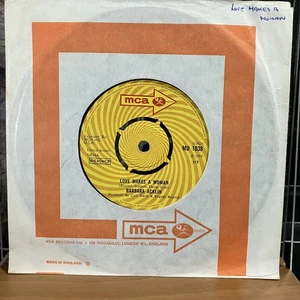 Love MAKES A
WOMAN
mca
mca
MU 1038
LOVE MAKES A WOMAN
BARBARA ACKLIN
mca
MCA RECORDS Ltd. • 139 PICCADILLY, LONDON W.1, ENGLAND
MADE IN ENGLAND